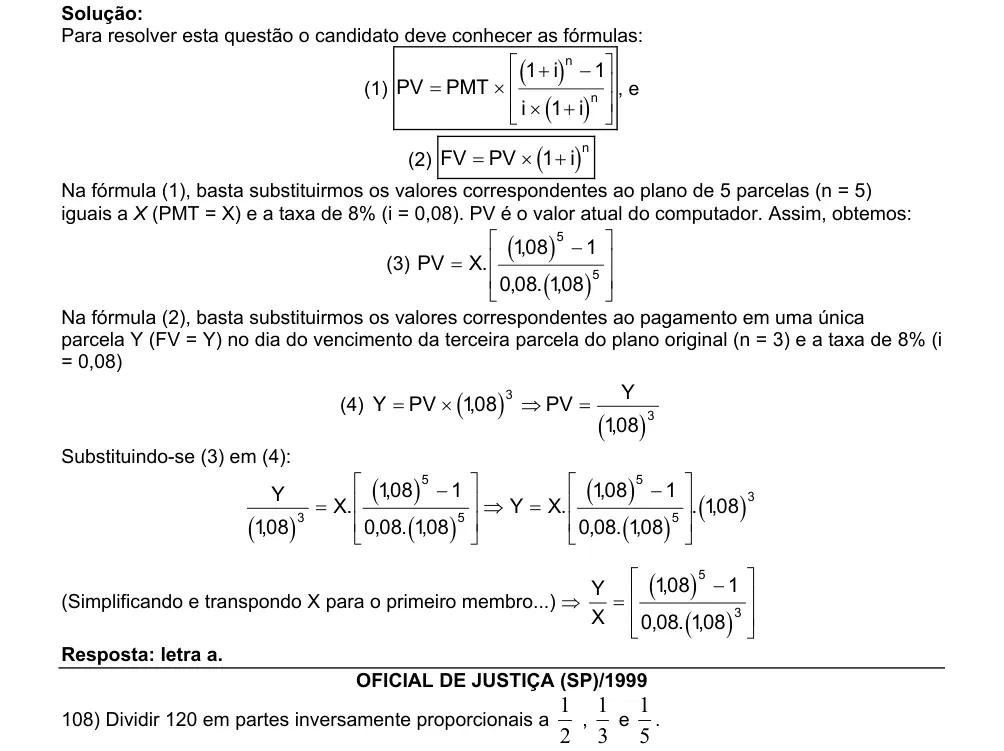 Solução:
Para resolver esta questão o candidato deve conhecer as fórmulas:
(1) PV = PMT × [ ((1 + i)^n − 1) / (i × (1 + i)^n) ], e
(2) FV = PV × (1 + i)^n
Na fórmula (1), basta substituirmos os valores correspondentes ao plano de 5 parcelas (n = 5)
iguais a X (PMT = X) e a taxa de 8% (i = 0,08). PV é o valor atual do computador. Assim, obtemos:
(3) PV = X.[ ((1,08)^5 − 1) / (0,08.(1,08)^5) ]
Na fórmula (2), basta substituirmos os valores correspondentes ao pagamento em uma única
parcela Y (FV = Y) no dia do vencimento da terceira parcela do plano original (n = 3) e a taxa de 8% (i
= 0,08)
(4) Y = PV × (1,08)^3 ⇒ PV = Y / (1,08)^3
Substituindo-se (3) em (4):
Y / (1,08)^3 = X.[ ((1,08)^5 − 1) / (0,08.(1,08)^5) ] ⇒ Y = X.[ ((1,08)^5 − 1) / (0,08.(1,08)^5) ].(1,08)^3
(Simplificando e transpondo X para o primeiro membro...) ⇒ Y / X = [ ((1,08)^5 − 1) / (0,08.(1,08)^3) ]
Resposta: letra a.
OFICIAL DE JUSTIÇA (SP)/1999
108) Dividir 120 em partes inversamente proporcionais a 1/2 , 1/3 e 1/5.